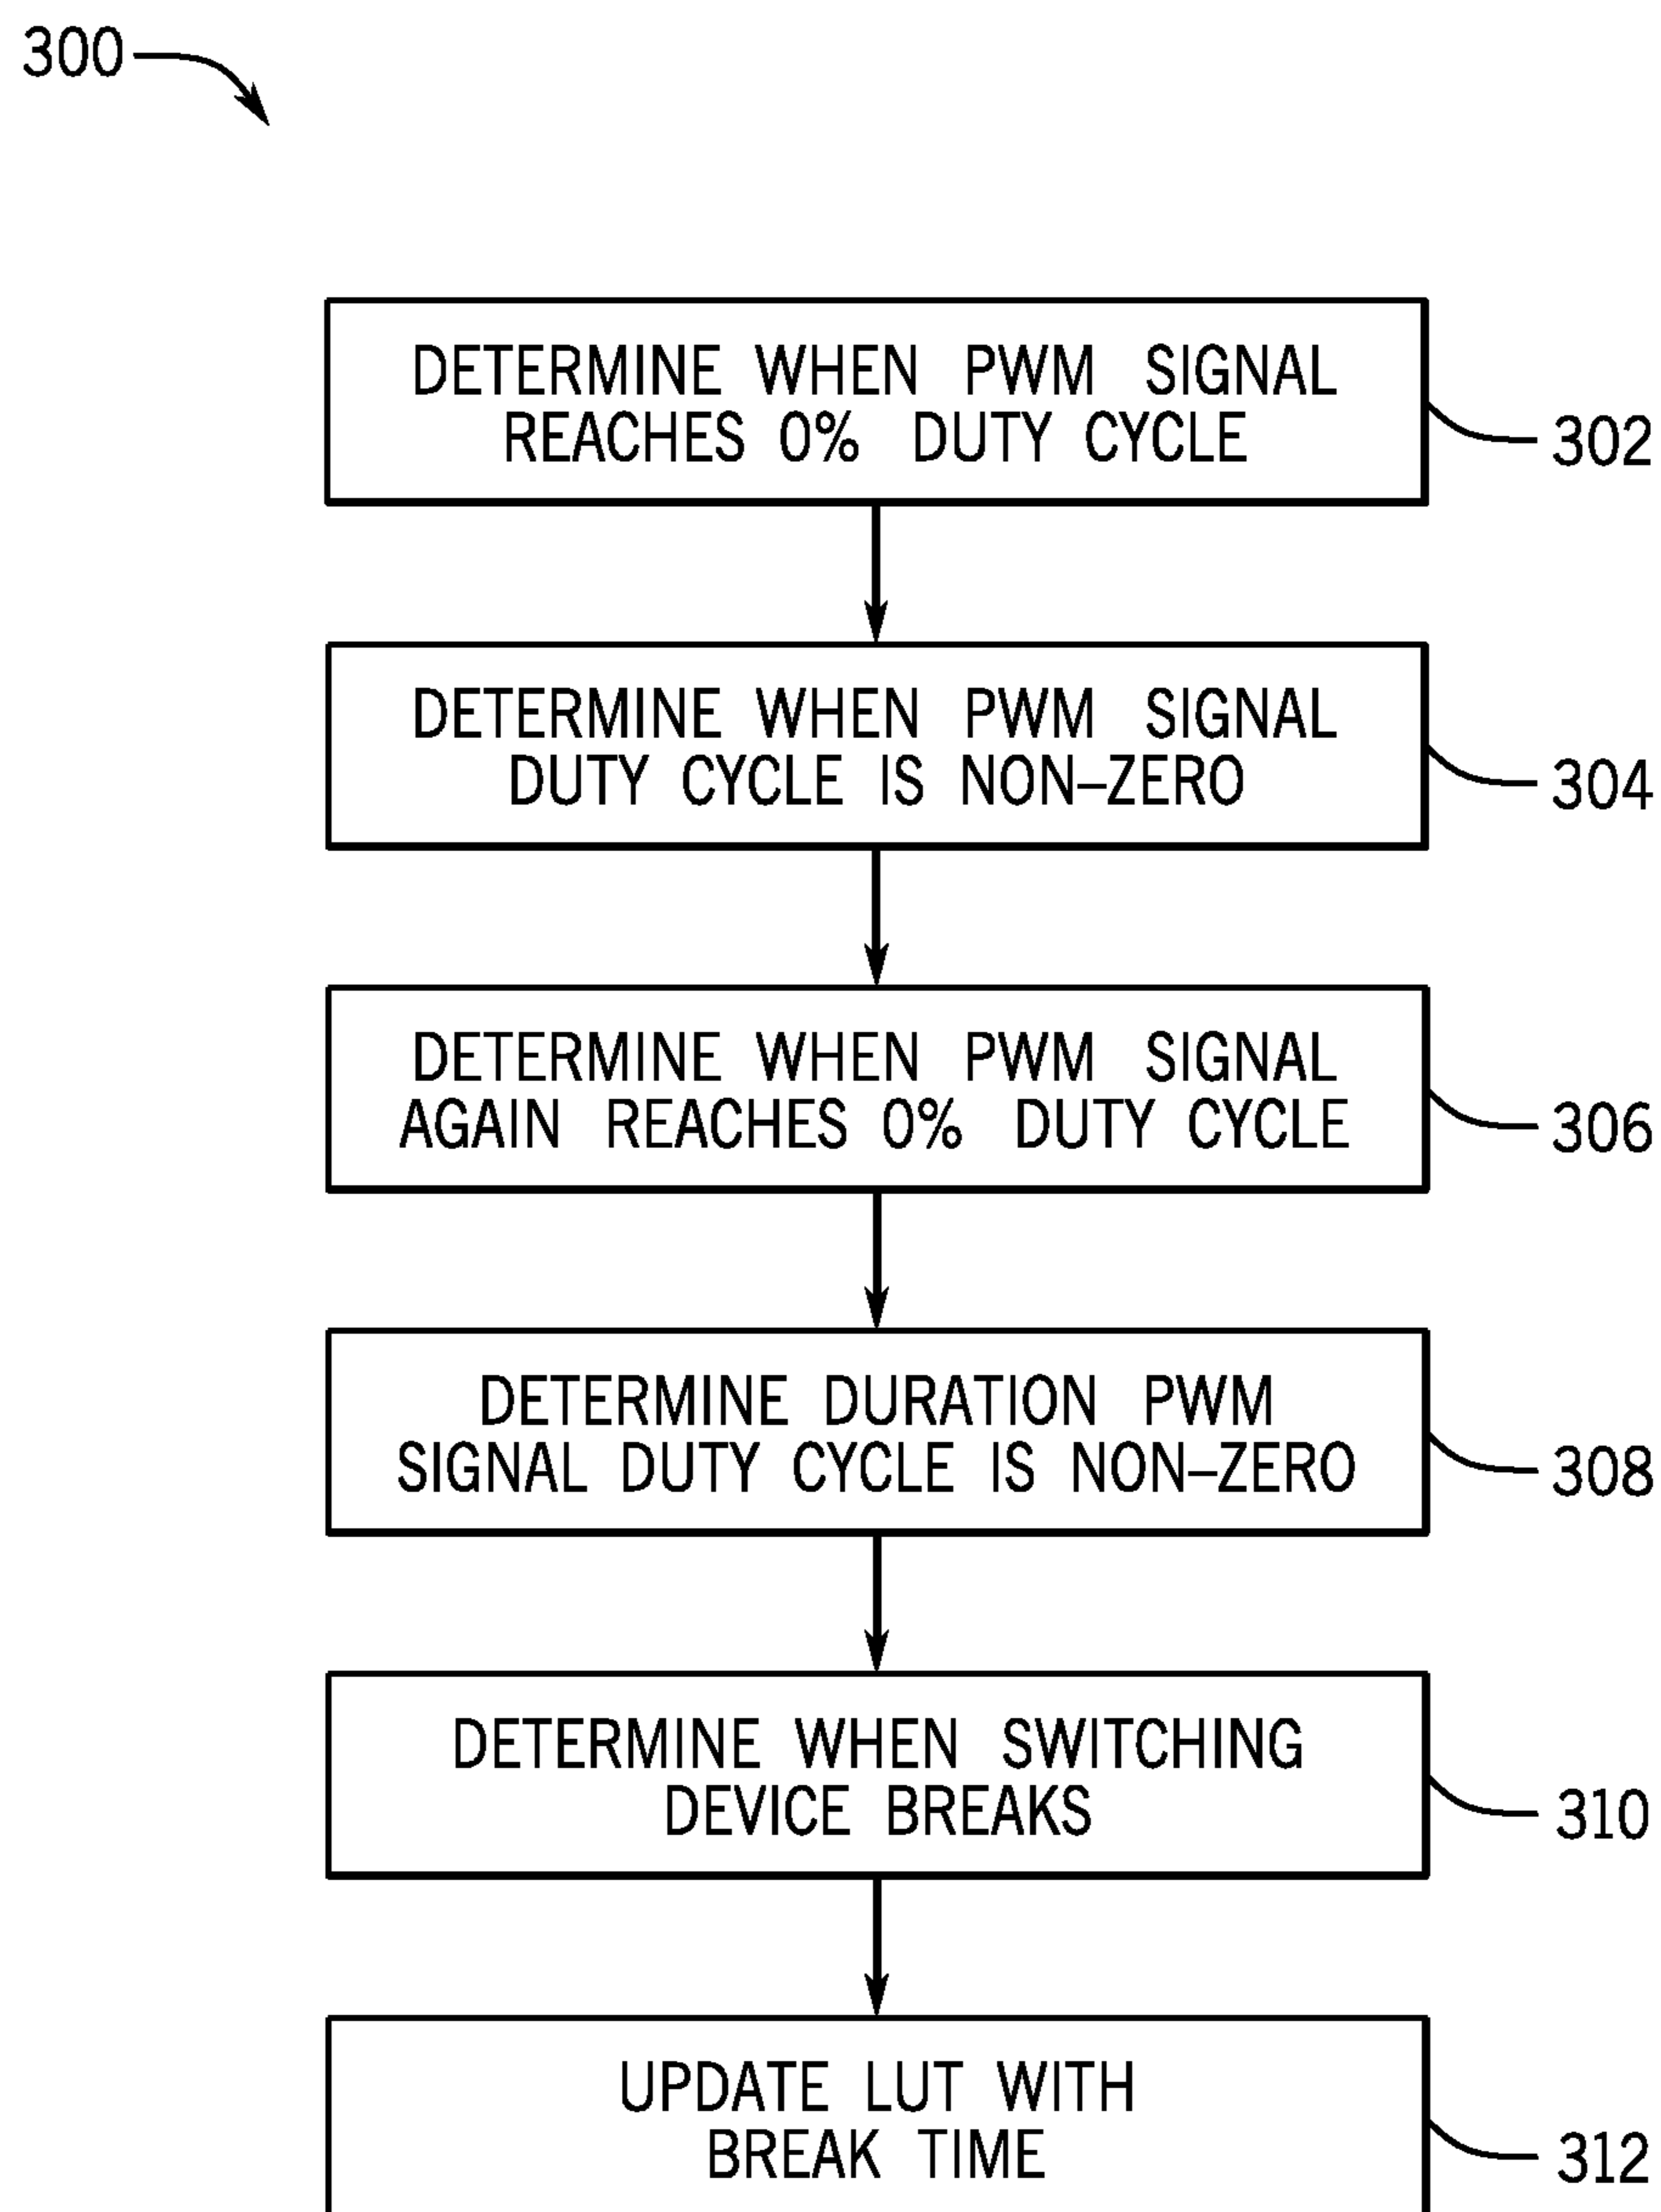 300
DETERMINE WHEN PWM SIGNAL
REACHES 0% DUTY CYCLE
302
DETERMINE WHEN PWM SIGNAL
DUTY CYCLE IS NON–ZERO
304
DETERMINE WHEN PWM SIGNAL
AGAIN REACHES 0% DUTY CYCLE
306
DETERMINE DURATION PWM
SIGNAL DUTY CYCLE IS NON–ZERO
308
DETERMINE WHEN SWITCHING
DEVICE BREAKS
310
UPDATE LUT WITH
BREAK TIME
312